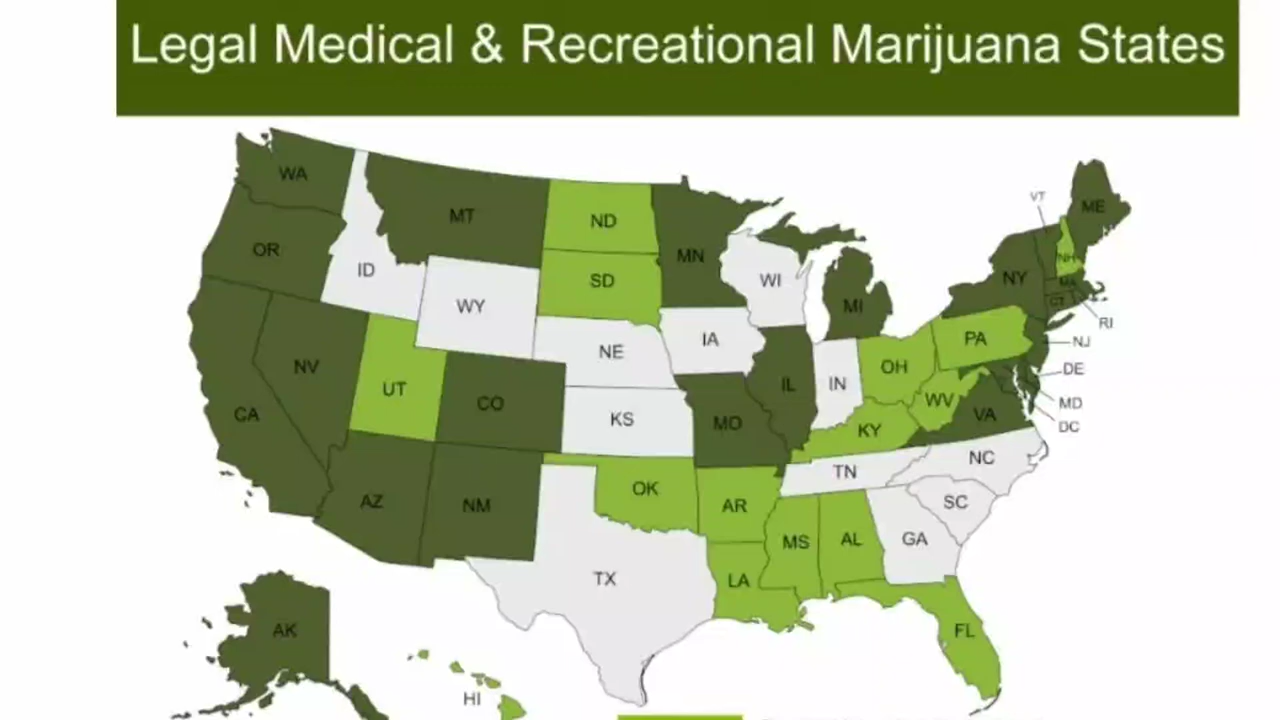 Legal Medical & Recreational Marijuana States
VT
ME
WA
MT
ND
MN
OR
ID
SD
WI
NH
NY
MA
WY
MI
CT
RI
IA
PA
NJ
NE
NV
UT
OH
DE
IL
IN
CO
WV
MD
CA
KS
MO
VA
DC
KY
NC
TN
AZ
NM
OK
AR
SC
MS
AL
GA
TX
LA
AK
FL
HI